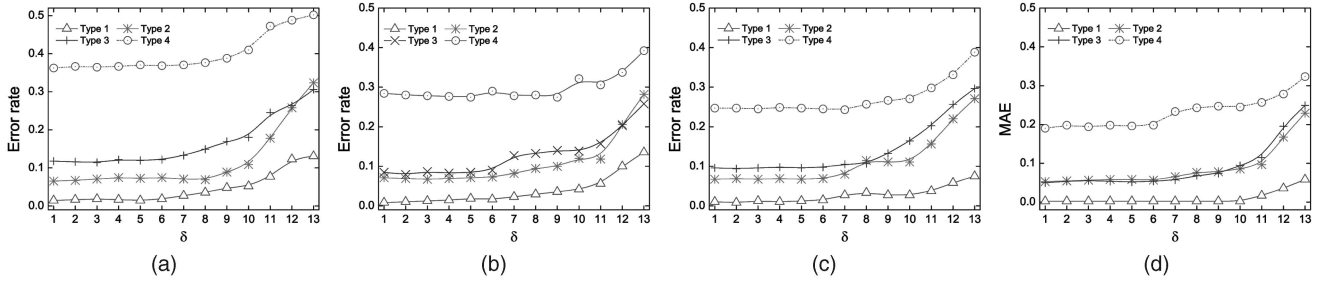 Error rate
0.5
0.4
0.3
0.2
0.1
0.0
Type 1 Type 2
Type 3 Type 4
1 2 3 4 5 6 7 8 9 10 11 12 13
δ
(a)
Error rate
0.5
0.4
0.3
0.2
0.1
0.0
Type 1 Type 2
Type 3 Type 4
1 2 3 4 5 6 7 8 9 10 11 12 13
δ
(b)
Error rate
0.5
0.4
0.3
0.2
0.1
0.0
Type 1 Type 2
Type 3 Type 4
1 2 3 4 5 6 7 8 9 10 11 12 13
δ
(c)
MAE
0.5
0.4
0.3
0.2
0.1
0.0
Type 1 Type 2
Type 3 Type 4
1 2 3 4 5 6 7 8 9 10 11 12 13
δ
(d)